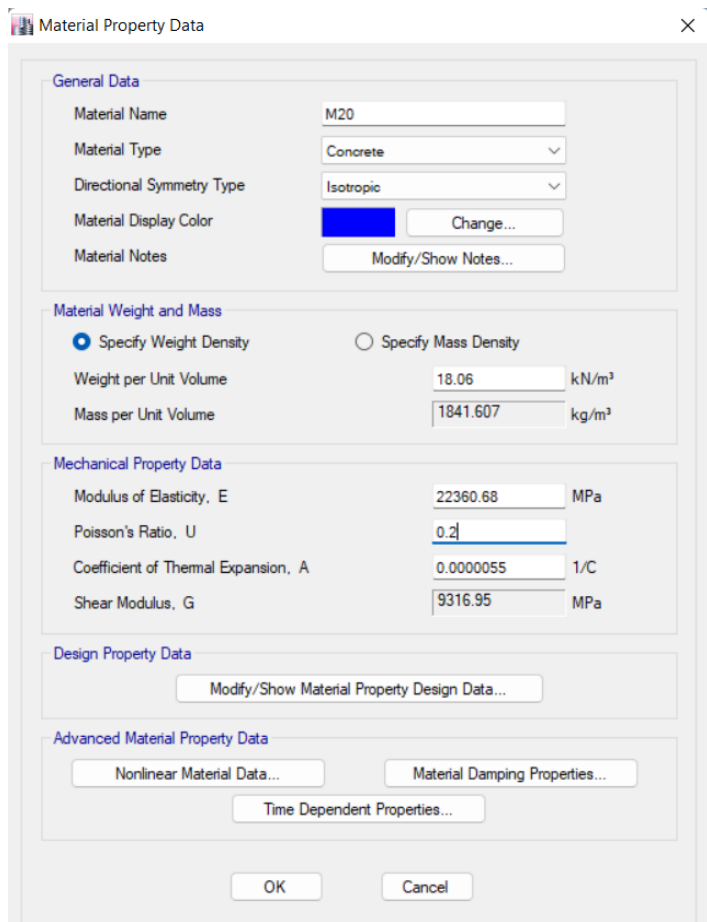 Material Property Data
General Data
Material Name M20
Material Type Concrete
Directional Symmetry Type Isotropic
Material Display Color Change...
Material Notes Modify/Show Notes...
Material Weight and Mass
Specify Weight Density Specify Mass Density
Weight per Unit Volume 18.06 kN/m³
Mass per Unit Volume 1841.607 kg/m³
Mechanical Property Data
Modulus of Elasticity, E 22360.68 MPa
Poisson's Ratio, U 0.2
Coefficient of Thermal Expansion, A 0.0000055 1/C
Shear Modulus, G 9316.95 MPa
Design Property Data
Modify/Show Material Property Design Data...
Advanced Material Property Data
Nonlinear Material Data... Material Damping Properties...
Time Dependent Properties...
OK Cancel